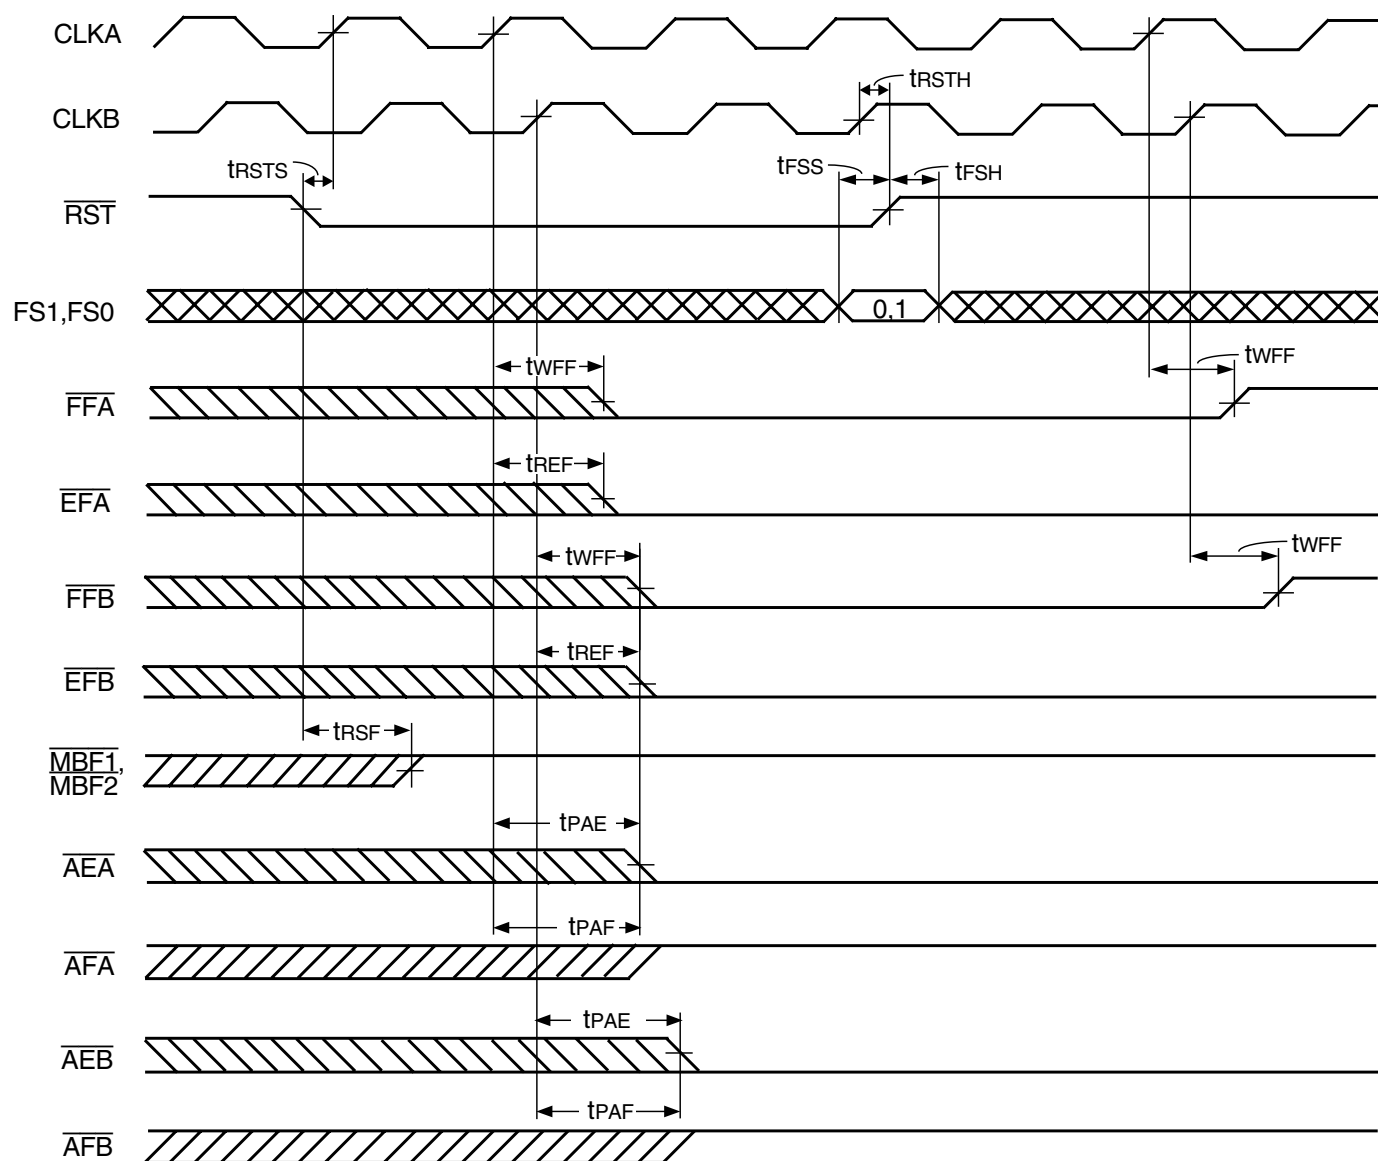 CLKA
tRSTH
CLKB
tRSTS
tFSS
tFSH
RST
FS1,FS0
0,1
tWFF
tWFF
FFA
tREF
EFA
tWFF
tWFF
FFB
tREF
EFB
tRSF
MBF1,
MBF2
tPAE
AEA
tPAF
AFA
tPAE
AEB
tPAF
AFB